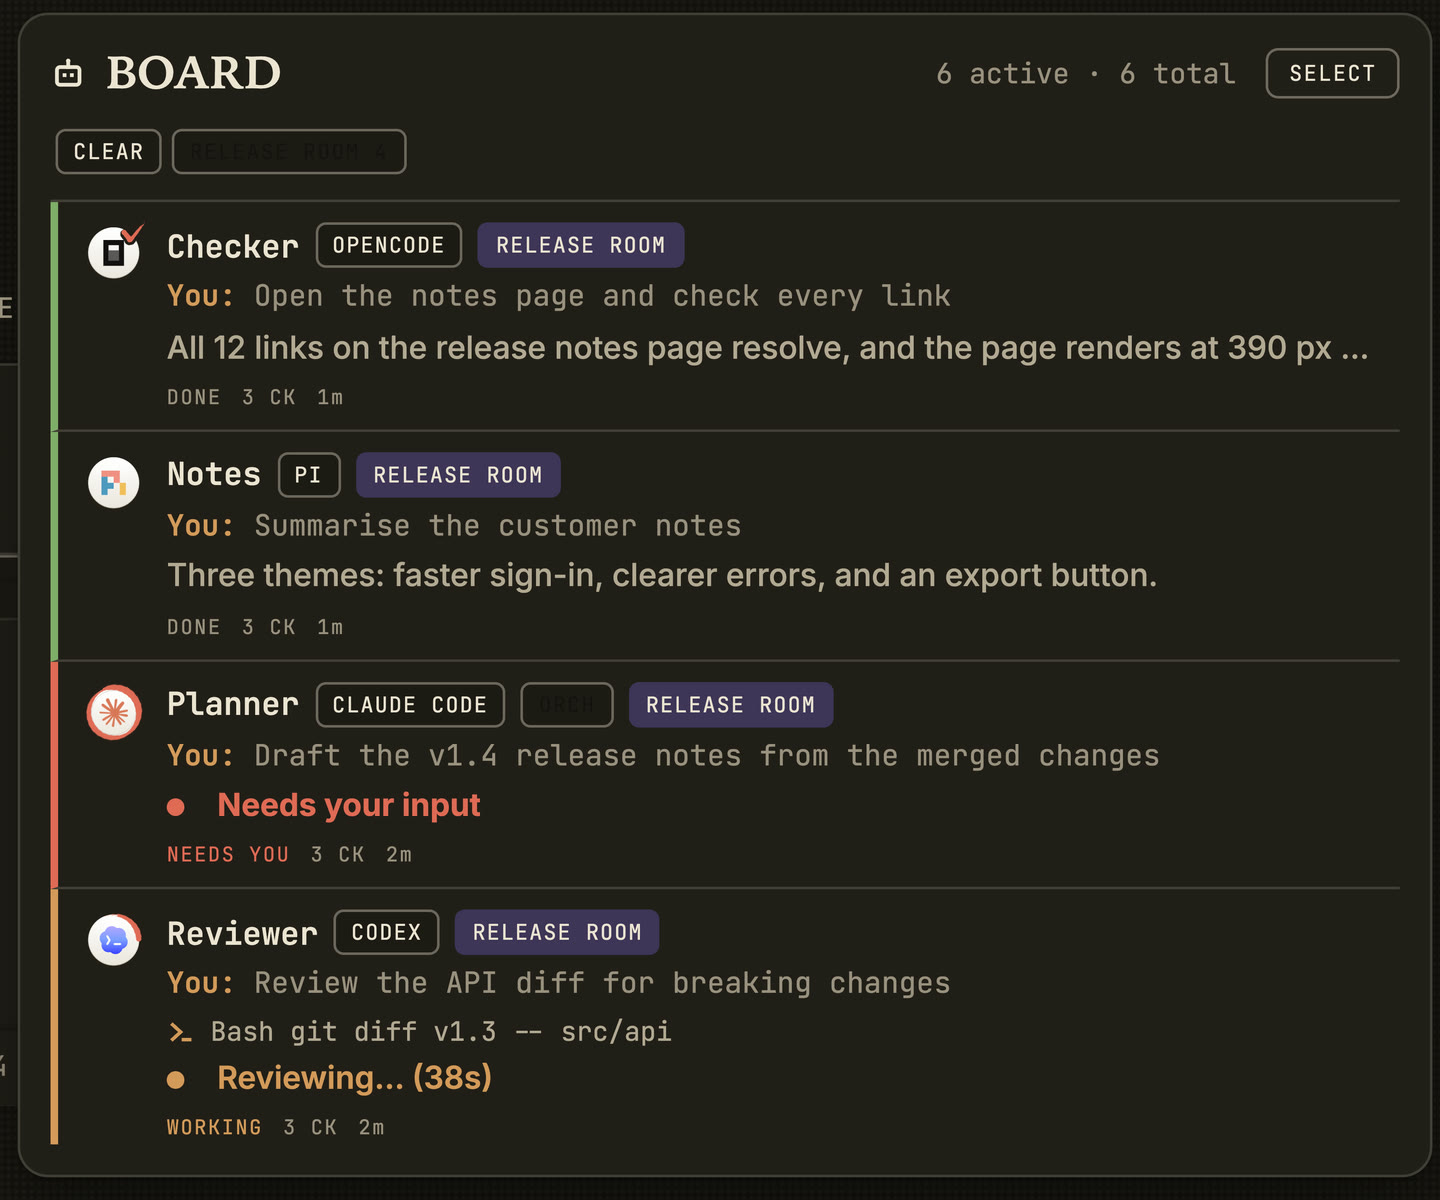 BOARD
6 active · 6 total
SELECT
CLEAR
RELEASE ROOM 4
Checker OPENCODE RELEASE ROOM
You: Open the notes page and check every link
All 12 links on the release notes page resolve, and the page renders at 390 px ...
DONE 3 CK 1m
Notes PI RELEASE ROOM
You: Summarise the customer notes
Three themes: faster sign-in, clearer errors, and an export button.
DONE 3 CK 1m
Planner CLAUDE CODE ORCH RELEASE ROOM
You: Draft the v1.4 release notes from the merged changes
Needs your input
NEEDS YOU 3 CK 2m
Reviewer CODEX RELEASE ROOM
You: Review the API diff for breaking changes
Bash git diff v1.3 -- src/api
Reviewing... (38s)
WORKING 3 CK 2m